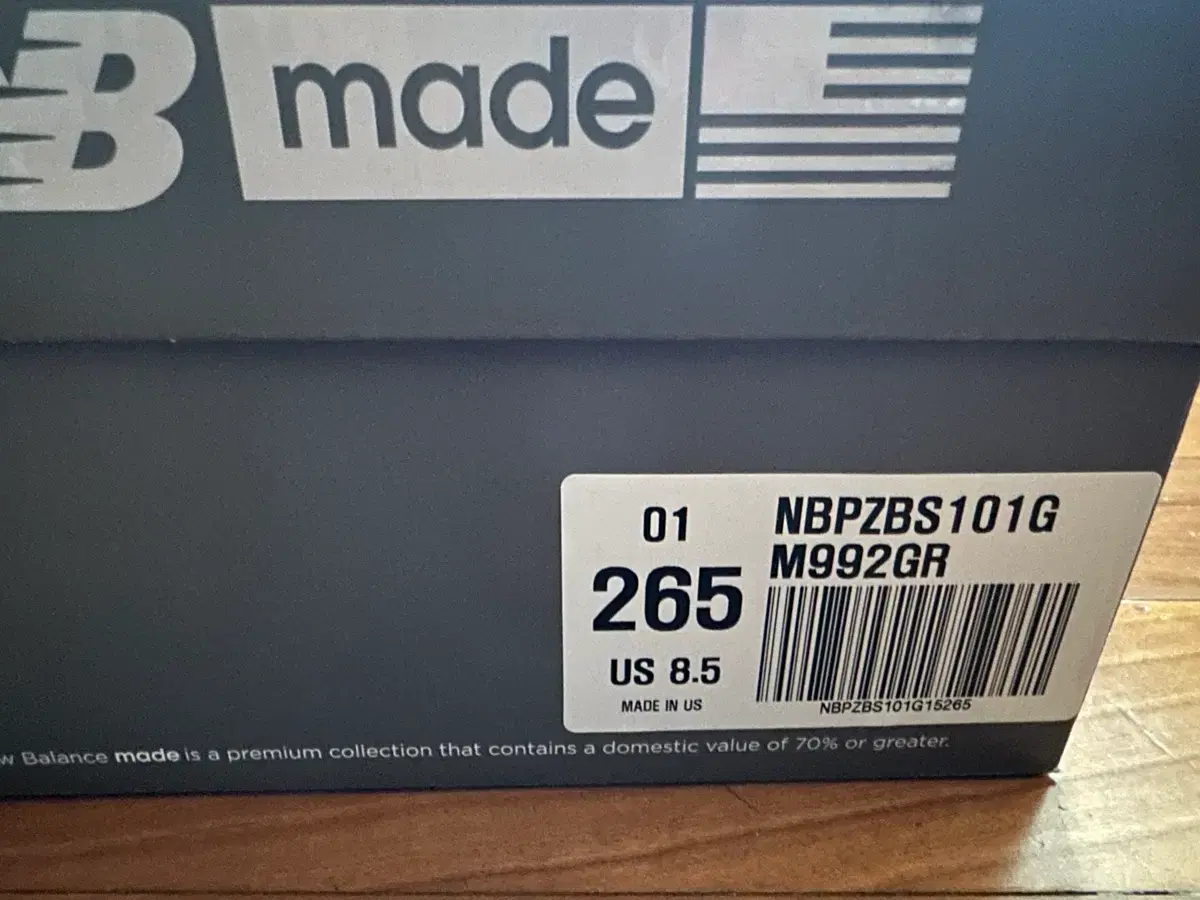 NB
made
01
265
US 8.5
MADE IN US
NBPZBS101G
M992GR
NBPZBS101G15265
w Balance made is a premium collection that contains a domestic value of 70% or greater.